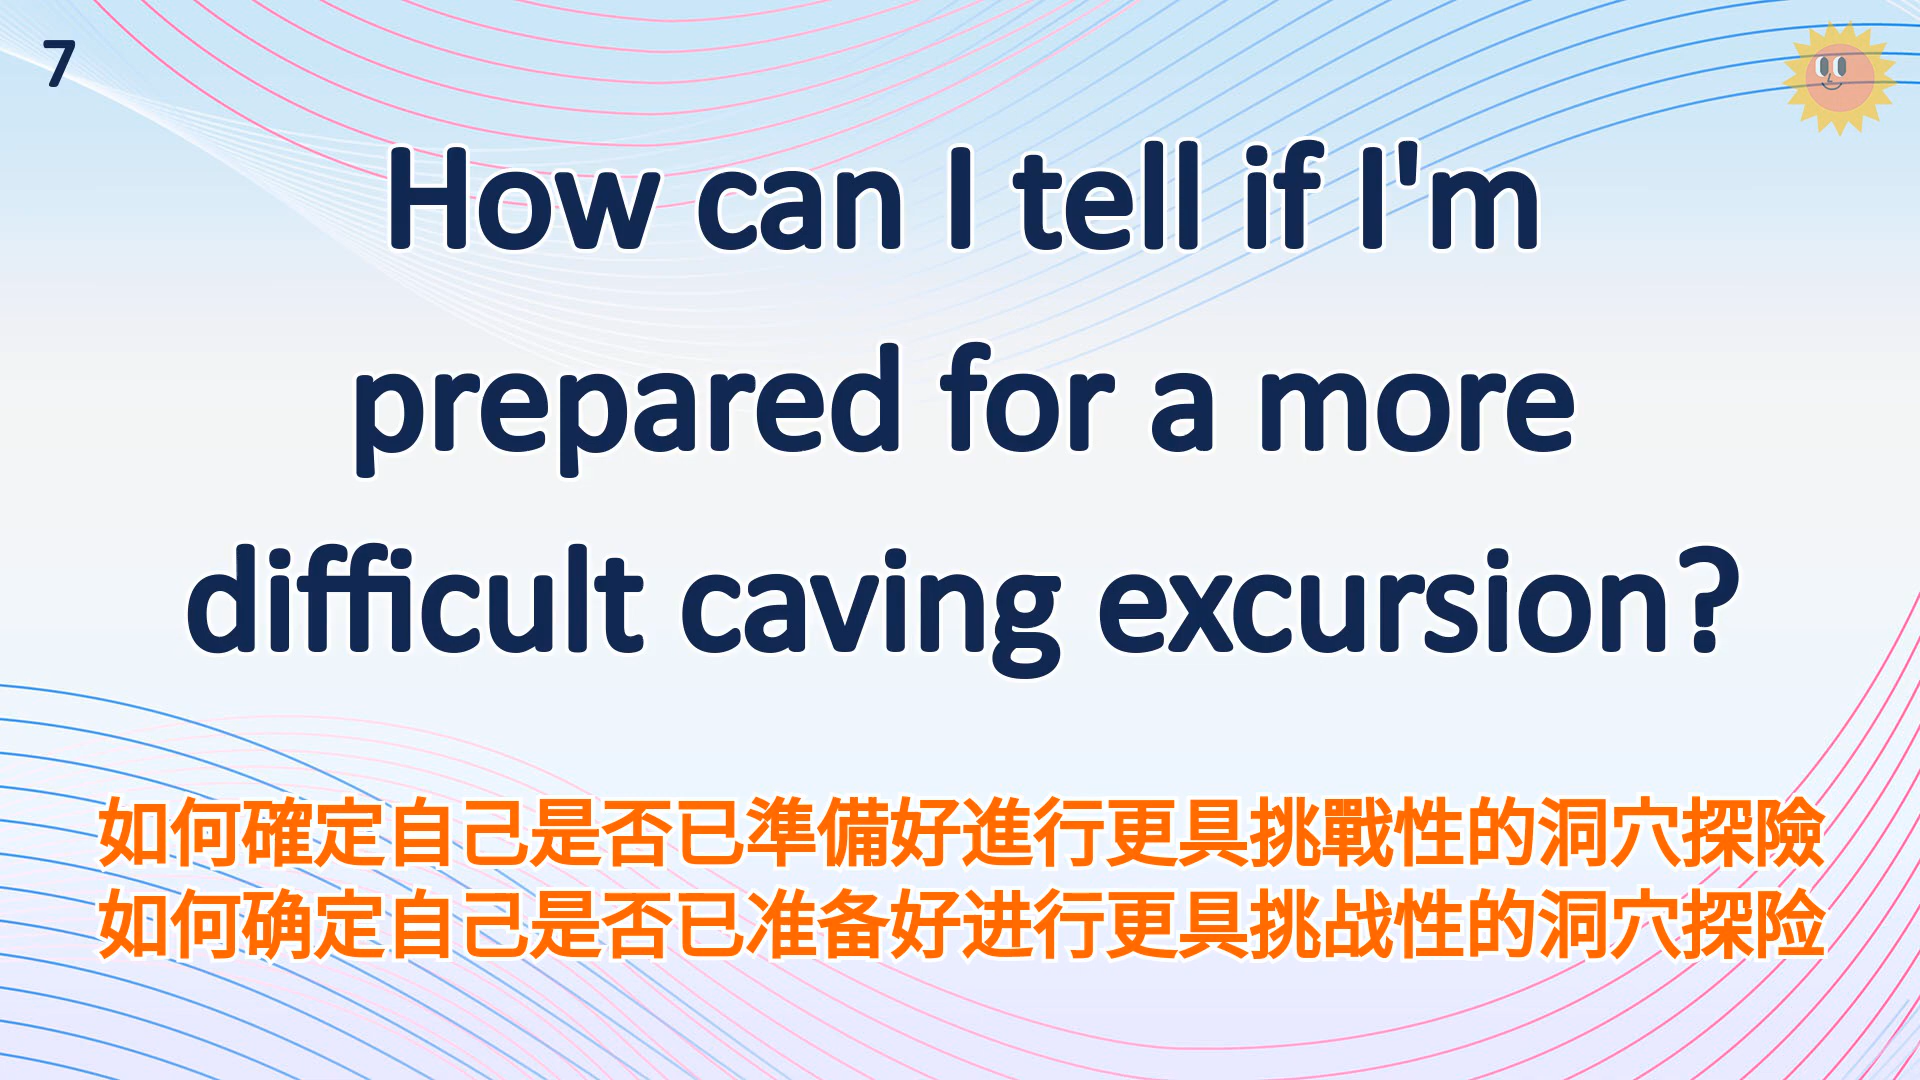 7
How can I tell if I'm
prepared for a more
difficult caving excursion?
如何確定自己是否已準備好進行更具挑戰性的洞穴探險
如何确定自己是否已准备好进行更具挑战性的洞穴探险